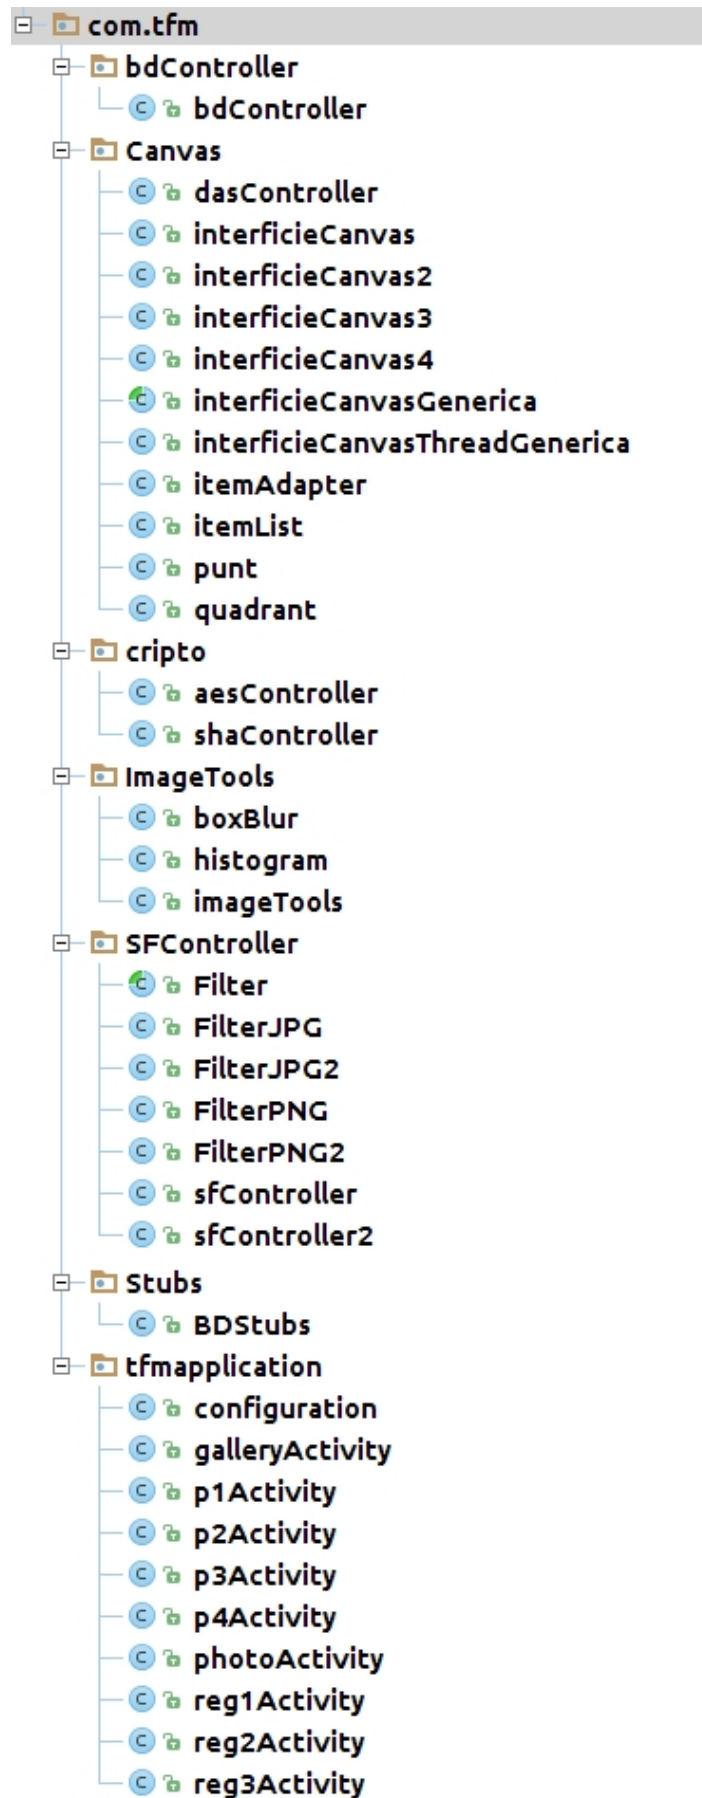 com.tfm
bdController
bdController
Canvas
dasController
interficieCanvas
interficieCanvas2
interficieCanvas3
interficieCanvas4
interficieCanvasGenerica
interficieCanvasThreadGenerica
itemAdapter
itemList
punt
quadrant
cripto
aesController
shaController
ImageTools
boxBlur
histogram
imageTools
SFController
Filter
FilterJPG
FilterJPG2
FilterPNG
FilterPNG2
sfController
sfController2
Stubs
BDStubs
tfmapplication
configuration
galleryActivity
p1Activity
p2Activity
p3Activity
p4Activity
photoActivity
reg1Activity
reg2Activity
reg3Activity